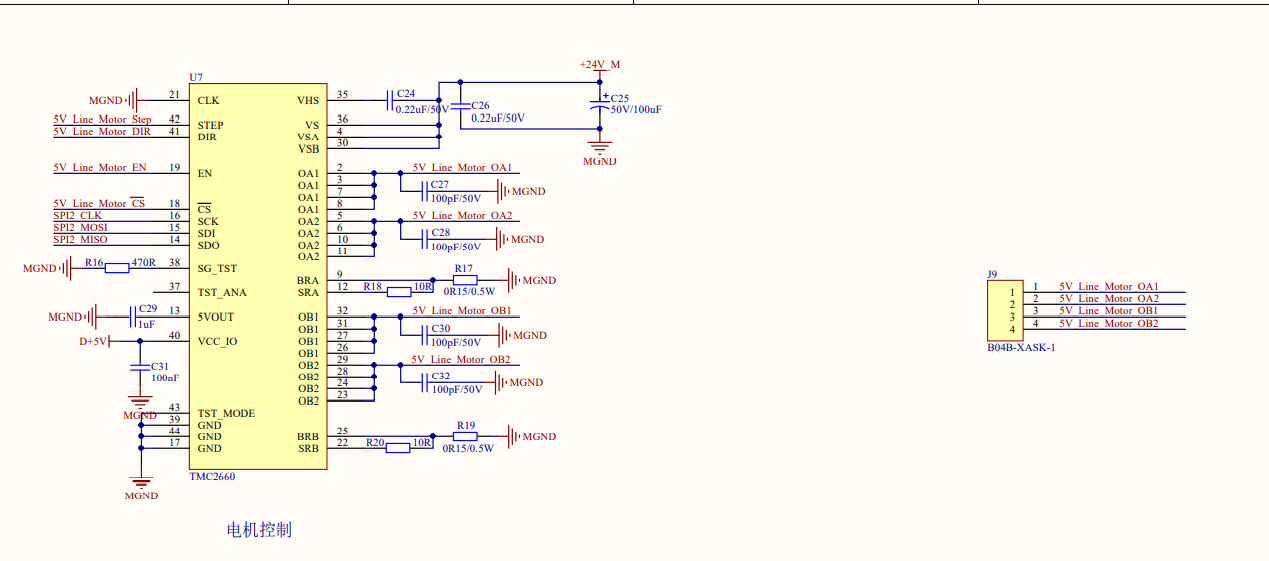 U7
TMC2660
MGND
21 CLK
5V_Line_Motor_Step 42 STEP
5V_Line_Motor_DIR 41 DIR
5V_Line_Motor_EN 19 EN
5V_Line_Motor_CS 18 CS
SPI2_CLK 16 SCK
SPI2_MOSI 15 SDI
SPI2_MISO 14 SDO
MGND R16 470R 38 SG_TST
37 TST_ANA
MGND C29 1uF 13 5VOUT
D+5V 40 VCC_IO
C31
100nF
MGND
43 TST_MODE
39 GND
44 GND
17 GND
MGND
VHS 35 C24
0.22uF/50V
VS 36
VSA 4
VSB 30
C26
0.22uF/50V
+24V_M
C25
50V/100uF
MGND
OA1 2 5V_Line_Motor_OA1
OA1 3
OA1 7
OA1 8
C27 MGND
100pF/50V
OA2 5 5V_Line_Motor_OA2
OA2 6
OA2 10
OA2 11
C28 MGND
100pF/50V
BRA 9 R17 MGND
0R15/0.5W
SRA 12 R18 10R
OB1 32 5V_Line_Motor_OB1
OB1 31
OB1 27
OB1 26
C30 MGND
100pF/50V
OB2 29 5V_Line_Motor_OB2
OB2 28
OB2 24
OB2 23
C32 MGND
100pF/50V
BRB 25 R19 MGND
0R15/0.5W
SRB 22 R20 10R
电机控制
J9
1 1 5V_Line_Motor_OA1
2 2 5V_Line_Motor_OA2
3 3 5V_Line_Motor_OB1
4 4 5V_Line_Motor_OB2
B04B-XASK-1